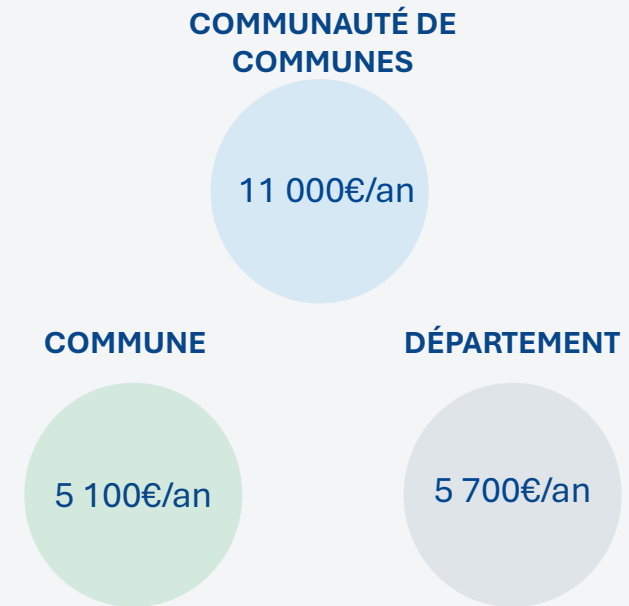 COMMUNAUTÉ DE
COMMUNES
11 000€/an
COMMUNE
DÉPARTEMENT
5 100€/an
5 700€/an